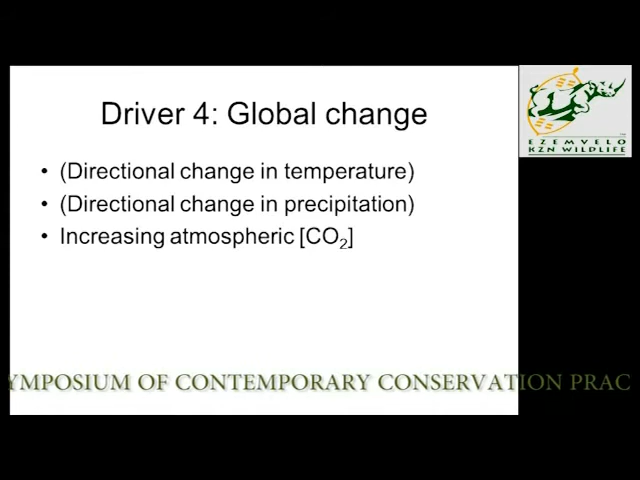 Driver 4: Global change
• (Directional change in temperature)
• (Directional change in precipitation)
• Increasing atmospheric [CO₂]
EZEMVELO
KZN WILDLIFE
YMPOSIUM OF CONTEMPORARY CONSERVATION PRAC